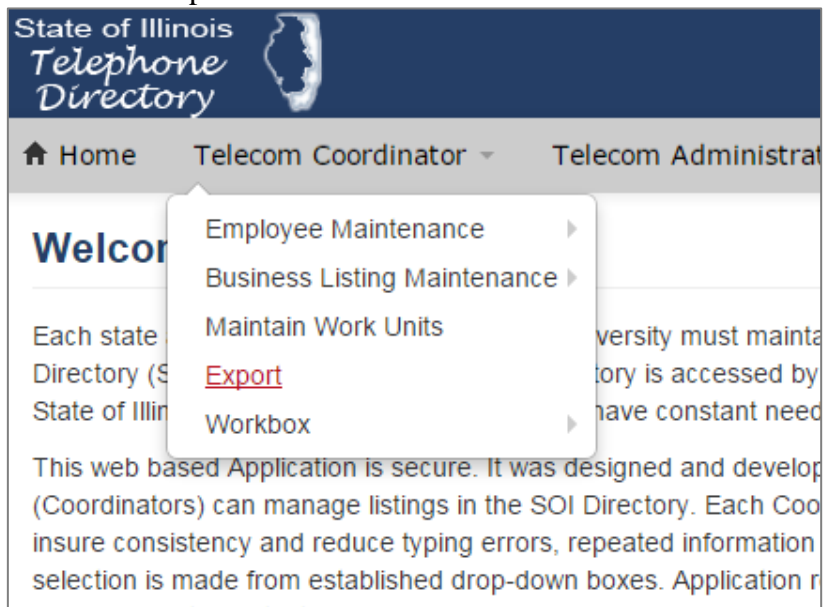 State of Illinois
Telephone
Directory
Home Telecom Coordinator Telecom Administrat
Welcor
Employee Maintenance
Business Listing Maintenance
Maintain Work Units
Export
Workbox
Each state versity must mainta
Directory (S tory is accessed by
State of Illin have constant need
This web based Application is secure. It was designed and develop
(Coordinators) can manage listings in the SOI Directory. Each Coo
insure consistency and reduce typing errors, repeated information
selection is made from established drop-down boxes. Application r